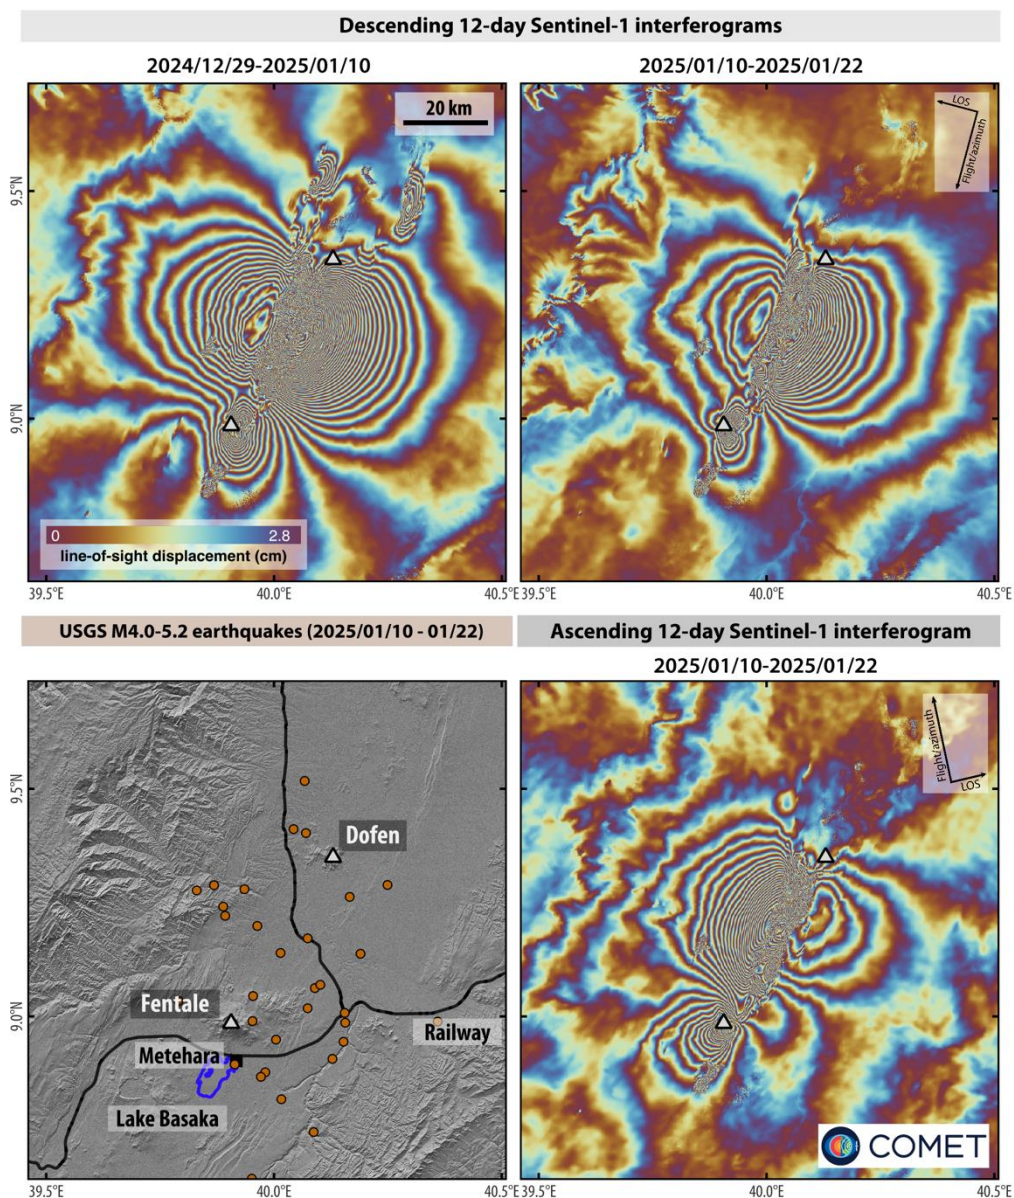 Descending 12-day Sentinel-1 interferograms
2024/12/29-2025/01/10
2025/01/10-2025/01/22
20 km
LOS
Flight/azimuth
9.5°N
9.0°N
0 2.8
line-of-sight displacement (cm)
39.5°E 40.0°E 40.5°E
39.5°E 40.0°E 40.5°E
USGS M4.0-5.2 earthquakes (2025/01/10 - 01/22)
Ascending 12-day Sentinel-1 interferogram
2025/01/10-2025/01/22
Flight/azimuth
LOS
9.5°N
Dofen
9.0°N
Fentale
Railway
Metehara
Lake Basaka
COMET
39.5°E 40.0°E 40.5°E
39.5°E 40.0°E 40.5°E